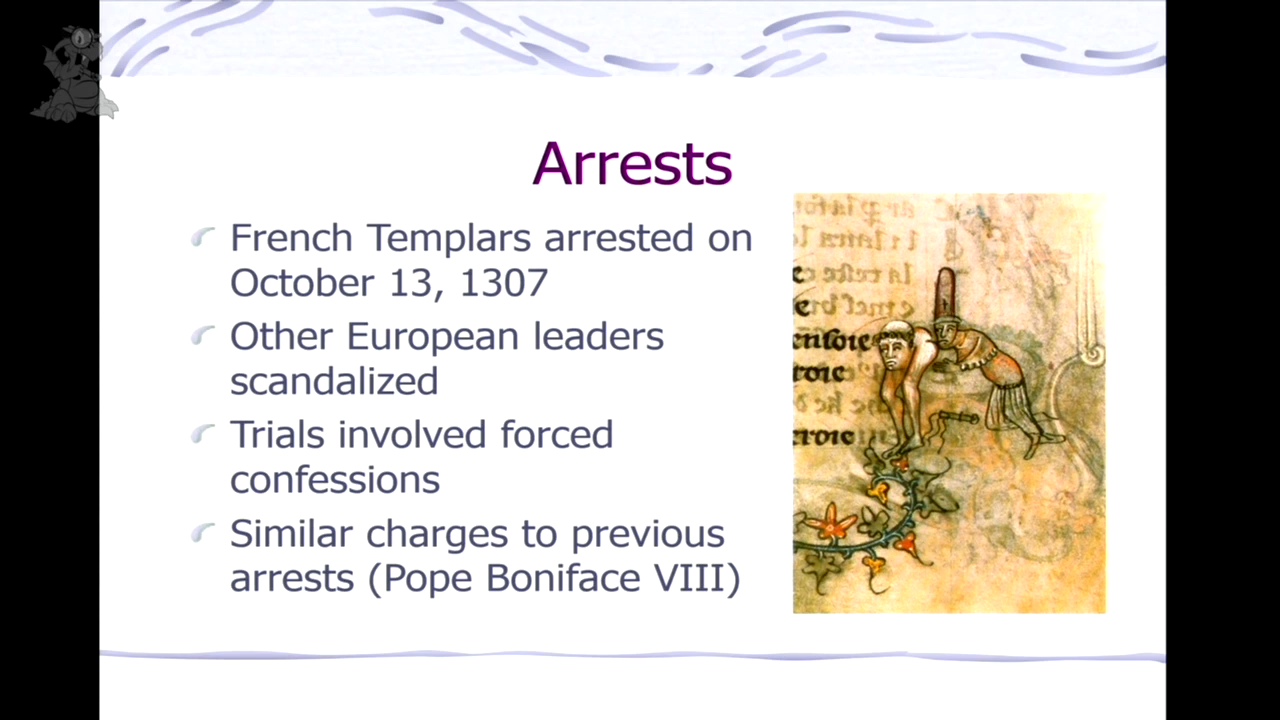 Arrests
French Templars arrested on
October 13, 1307
Other European leaders
scandalized
Trials involved forced
confessions
Similar charges to previous
arrests (Pope Boniface VIII)